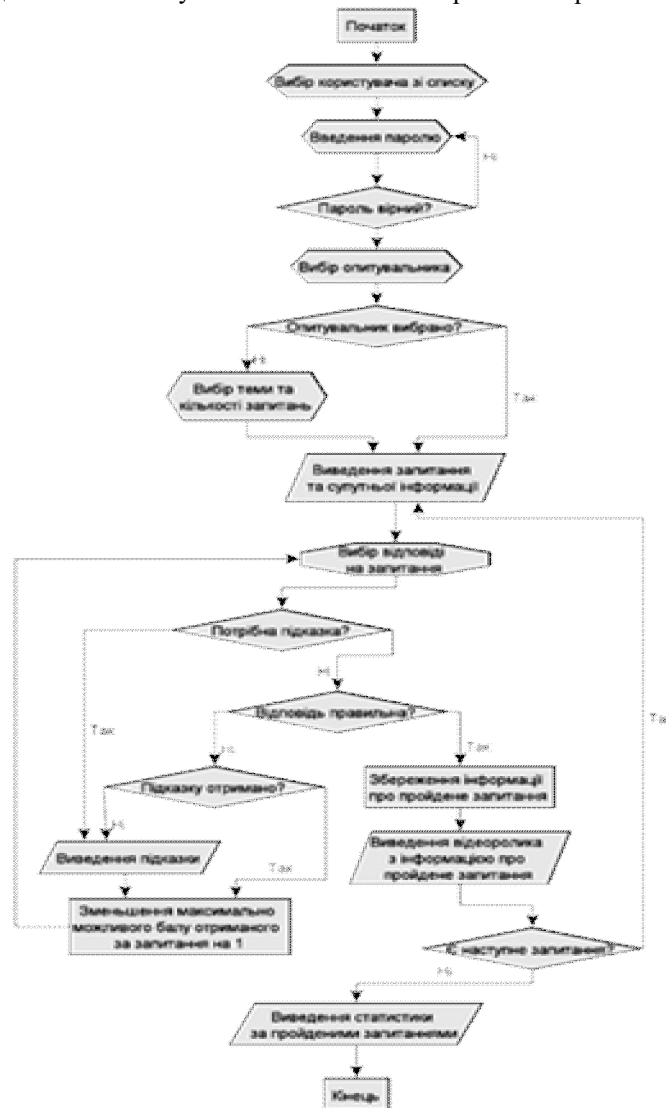 Початок
Вибір користувача зі списку
Введення паролю
Ні
Пароль вірний?
Вибір опитувальника
Опитувальник вибрано?
Ні
Вибір теми та
кількості запитань
Так
Виведення запитання
та супутньої інформації
Вибір відповіді
на запитання
Потрібна підказка?
Ні
Відповідь правильна?
Так
Так
Ні
Так
Підказку отримано?
Збереження інформації
про пройдене запитання
Ні
Виведення підказки
Виведення відеоролика
з інформацією про
пройдене запитання
Так
Зменьшення максимально
можливого балу отриманого
за запитання на 1
Є наступне запитання?
Ні
Виведення статистики
за пройденими запитаннями
Кінець